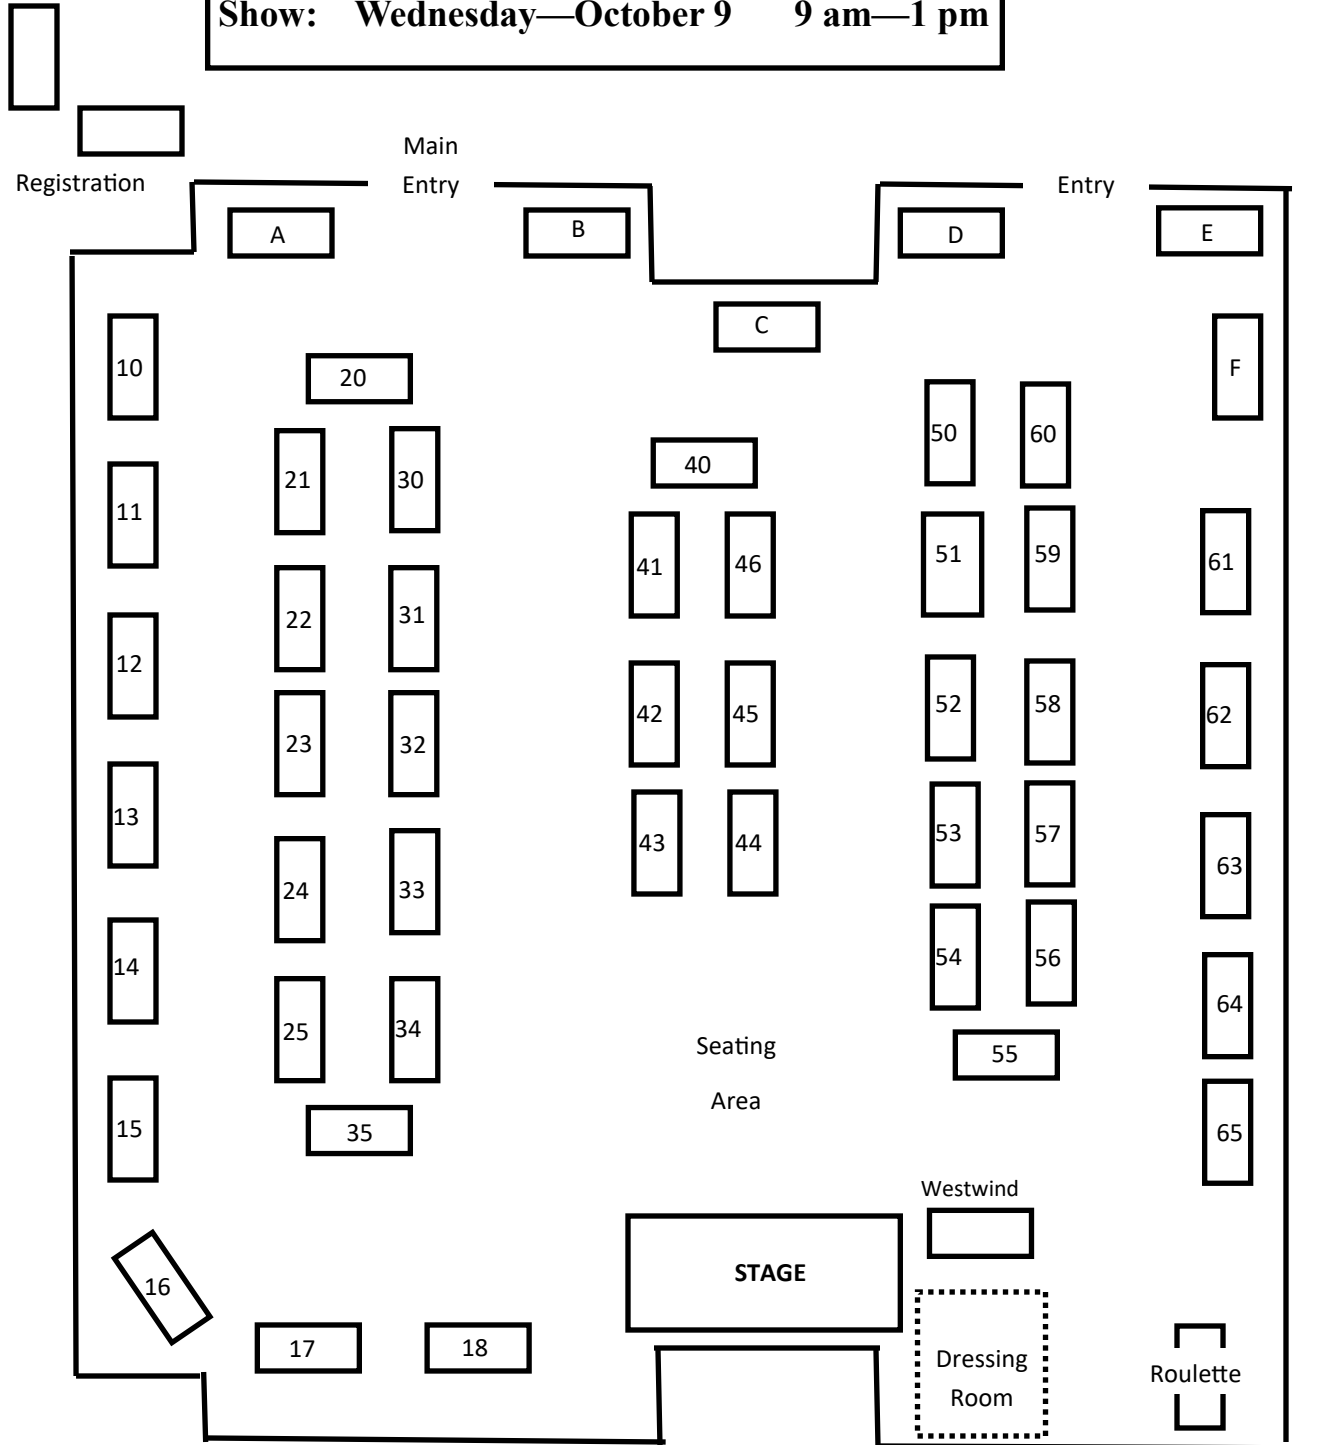 Show: Wednesday—October 9 9 am—1 pm
Main
Registration Entry Entry
A B D E
C
10 F
20
50 60
40
21 30
11
41 46 51 59 61
22 31
12
42 45 52 58 62
23 32
13
43 44 53 57
63
24 33
14 54 56
64
25 34
Seating 55
Area
15 35 65
Westwind
16 STAGE
17 18
Dressing Roulette
Room